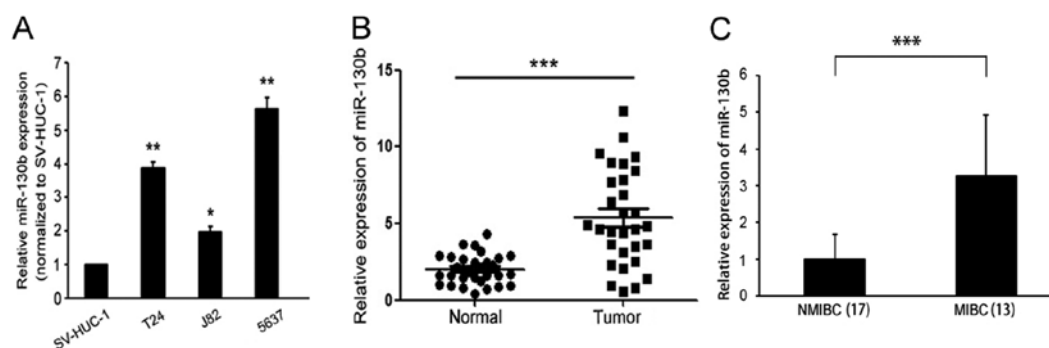 A
Relative miR-130b expression
(normalized to SV-HUC-1)
7
6
5
4
3
2
1
0
**
*
**
SV-HUC-1
T24
J82
5637
B
Relative expression of miR-130b
15
10
5
0
***
Normal
Tumor
C
Relative expression of miR-130b
6
5
4
3
2
1
0
***
NMIBC (17)
MIBC (13)